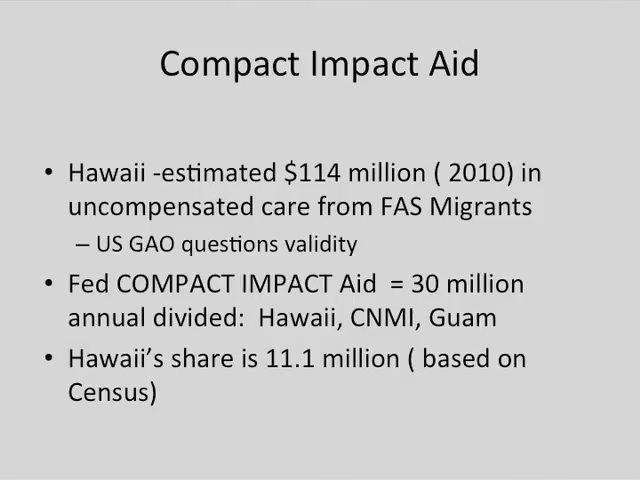 Compact Impact Aid
• Hawaii -estimated $114 million ( 2010) in
uncompensated care from FAS Migrants
– US GAO questions validity
• Fed COMPACT IMPACT Aid  = 30 million
annual divided:  Hawaii, CNMI, Guam
• Hawaii’s share is 11.1 million ( based on
Census)